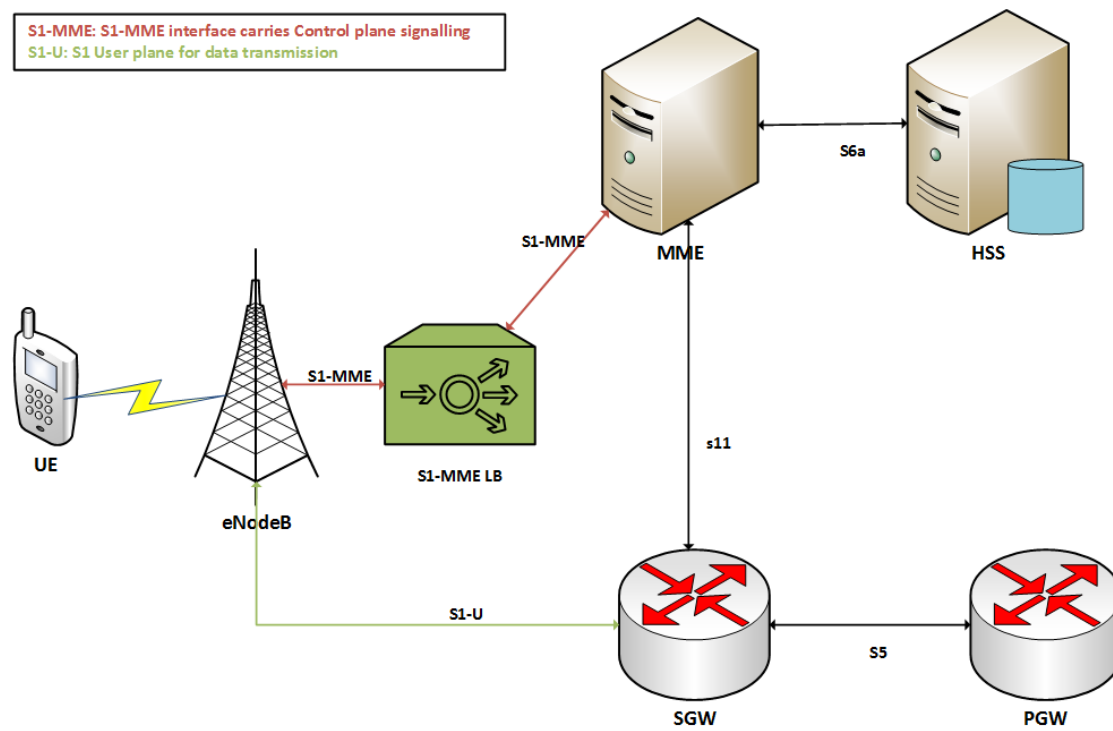 S1-MME: S1-MME interface carries Control plane signalling
S1-U: S1 User plane for data transmission
S6a
S1-MME
MME
HSS
S1-MME
UE
S1-MME LB
eNodeB
s11
S1-U
S5
SGW
PGW